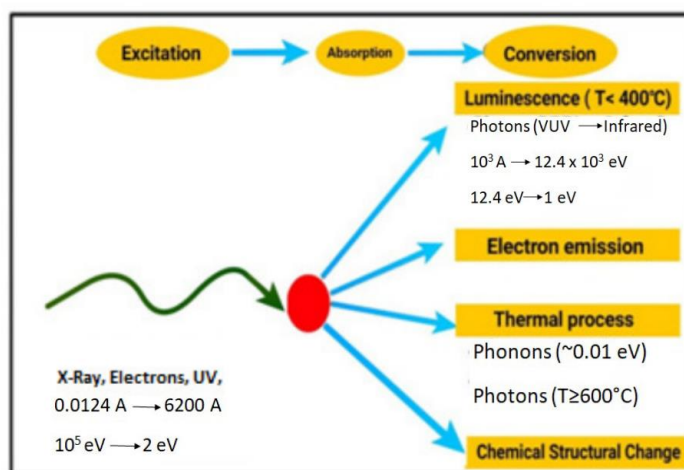 Excitation
Absorption
Conversion
Luminescence ( T< 400℃)
Photons (VUV → Infrared)
10³ A → 12.4 x 10³ eV
12.4 eV → 1 eV
Electron emission
Thermal process
Phonons (~0.01 eV)
Photons (T≥600°C)
Chemical Structural Change
X-Ray, Electrons, UV,
0.0124 A → 6200 A
10⁵ eV → 2 eV